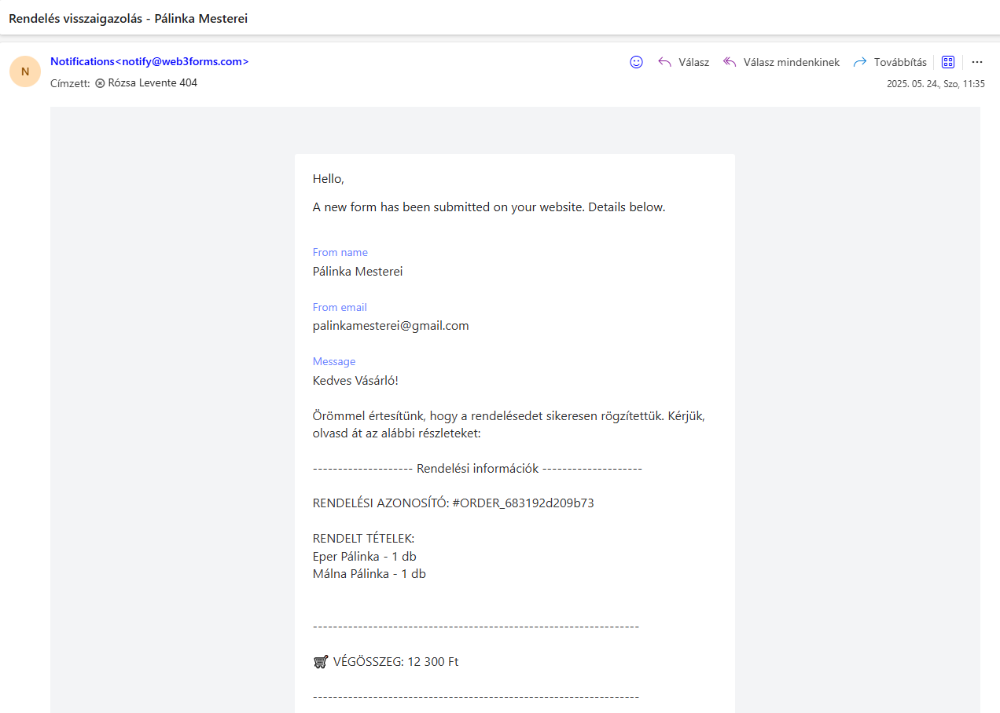 Rendelés visszaigazolás - Pálinka Mesterei
N
Notifications<notify@web3forms.com>
Válasz
Válasz mindenkinek
Továbbítás
Címzett: Rózsa Levente 404
2025. 05. 24., Szo, 11:35
Hello,
A new form has been submitted on your website. Details below.
From name
Pálinka Mesterei
From email
palinkamesterei@gmail.com
Message
Kedves Vásárló!
Örömmel értesítünk, hogy a rendelésedet sikeresen rögzítettük. Kérjük,
olvasd át az alábbi részleteket:
-------------------- Rendelési információk --------------------
RENDELÉSI AZONOSÍTÓ: #ORDER_683192d209b73
RENDELT TÉTELEK:
Eper Pálinka - 1 db
Málna Pálinka - 1 db
-----------------------------------------------------------------
🛒 VÉGÖSSZEG: 12 300 Ft
-----------------------------------------------------------------